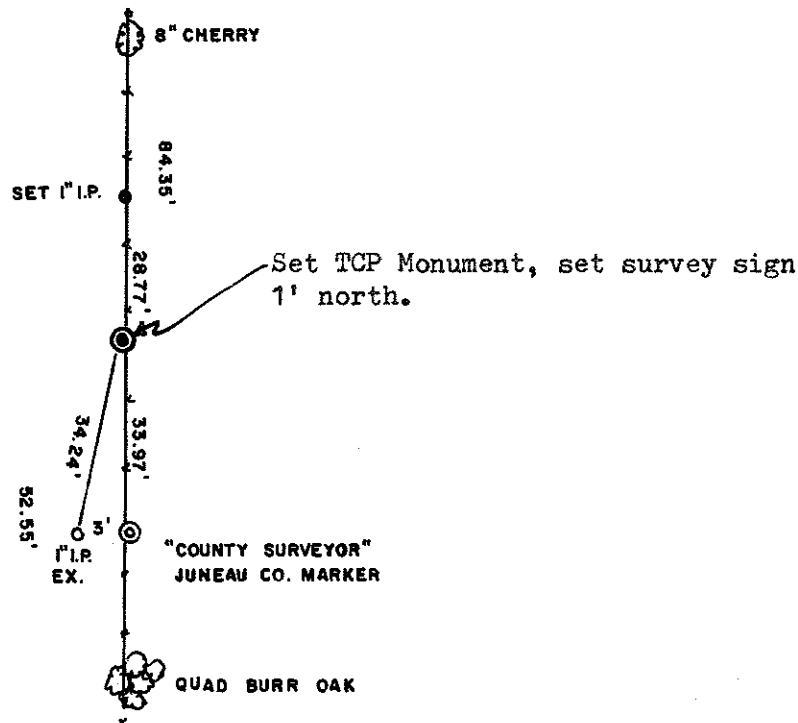 8" CHERRY
84.35'
SET 1" I.P.
28.77'
Set TCP Monument, set survey sign
1' north.
34.24'
33.97'
52.55'
1" I.P.
EX.
"COUNTY SURVEYOR"
JUNEAU CO. MARKER
QUAD BURR OAK